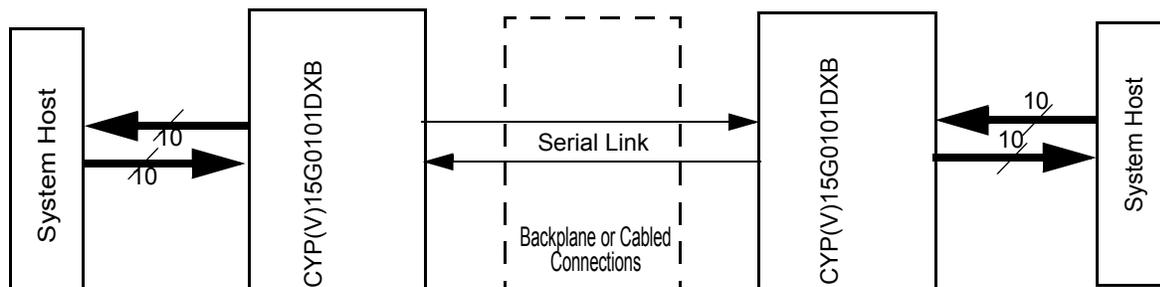 System Host
10
10
CYP(V)15G0101DXB
Serial Link
Backplane or Cabled
Connections
CYP(V)15G0101DXB
10
10
System Host